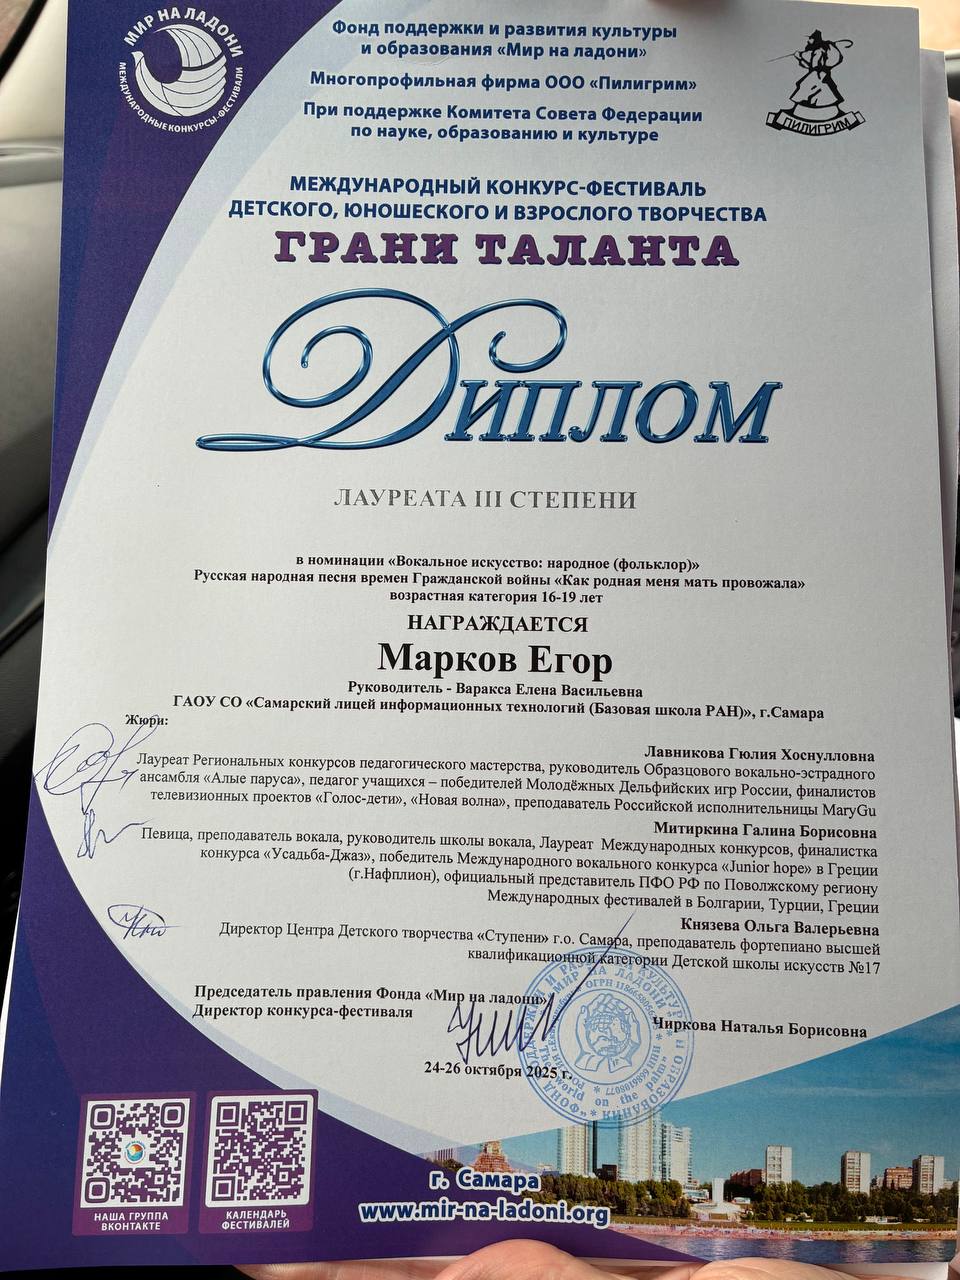 МИР НА ЛАДОНИ
МЕЖДУНАРОДНЫЕ КОНКУРСЫ-ФЕСТИВАЛИ
Фонд поддержки и развития культуры
и образования «Мир на ладони»
Многопрофильная фирма ООО «Пилигрим»
При поддержке Комитета Совета Федерации
по науке, образованию и культуре
ПИЛИГРИМ
МЕЖДУНАРОДНЫЙ КОНКУРС-ФЕСТИВАЛЬ
ДЕТСКОГО, ЮНОШЕСКОГО И ВЗРОСЛОГО ТВОРЧЕСТВА
ГРАНИ ТАЛАНТА
Диплом
ЛАУРЕАТА III СТЕПЕНИ
в номинации «Вокальное искусство: народное (фольклор)»
Русская народная песня времен Гражданской войны «Как родная меня мать провожала»
возрастная категория 16-19 лет
НАГРАЖДАЕТСЯ
Марков Егор
Руководитель - Варакса Елена Васильевна
ГАОУ СО «Самарский лицей информационных технологий (Базовая школа РАН)», г.Самара
Жюри:
Лавникова Гюлия Хоснулловна
Лауреат Региональных конкурсов педагогического мастерства, руководитель Образцового вокально-эстрадного
ансамбля «Алые паруса», педагог учащихся – победителей Молодёжных Дельфийских игр России, финалистов
телевизионных проектов «Голос-дети», «Новая волна», преподаватель Российской исполнительницы MaryGu
Митиркина Галина Борисовна
Певица, преподаватель вокала, руководитель школы вокала, Лауреат Международных конкурсов, финалистка
конкурса «Усадьба-Джаз», победитель Международного вокального конкурса «Junior hope» в Греции
(г.Нафплион), официальный представитель ПФО РФ по Поволжскому региону
Международных фестивалей в Болгарии, Турции, Греции
Князева Ольга Валерьевна
Директор Центра Детского творчества «Ступени» г.о. Самара, преподаватель фортепиано высшей
квалификационной категории Детской школы искусств №17
Председатель правления Фонда «Мир на ладони»
Директор конкурса-фестиваля
Чиркова Наталья Борисовна
24-26 октября 2025 г.
НАША ГРУППА
ВКОНТАКТЕ
КАЛЕНДАРЬ
ФЕСТИВАЛЕЙ
г. Самара
www.mir-na-ladoni.org